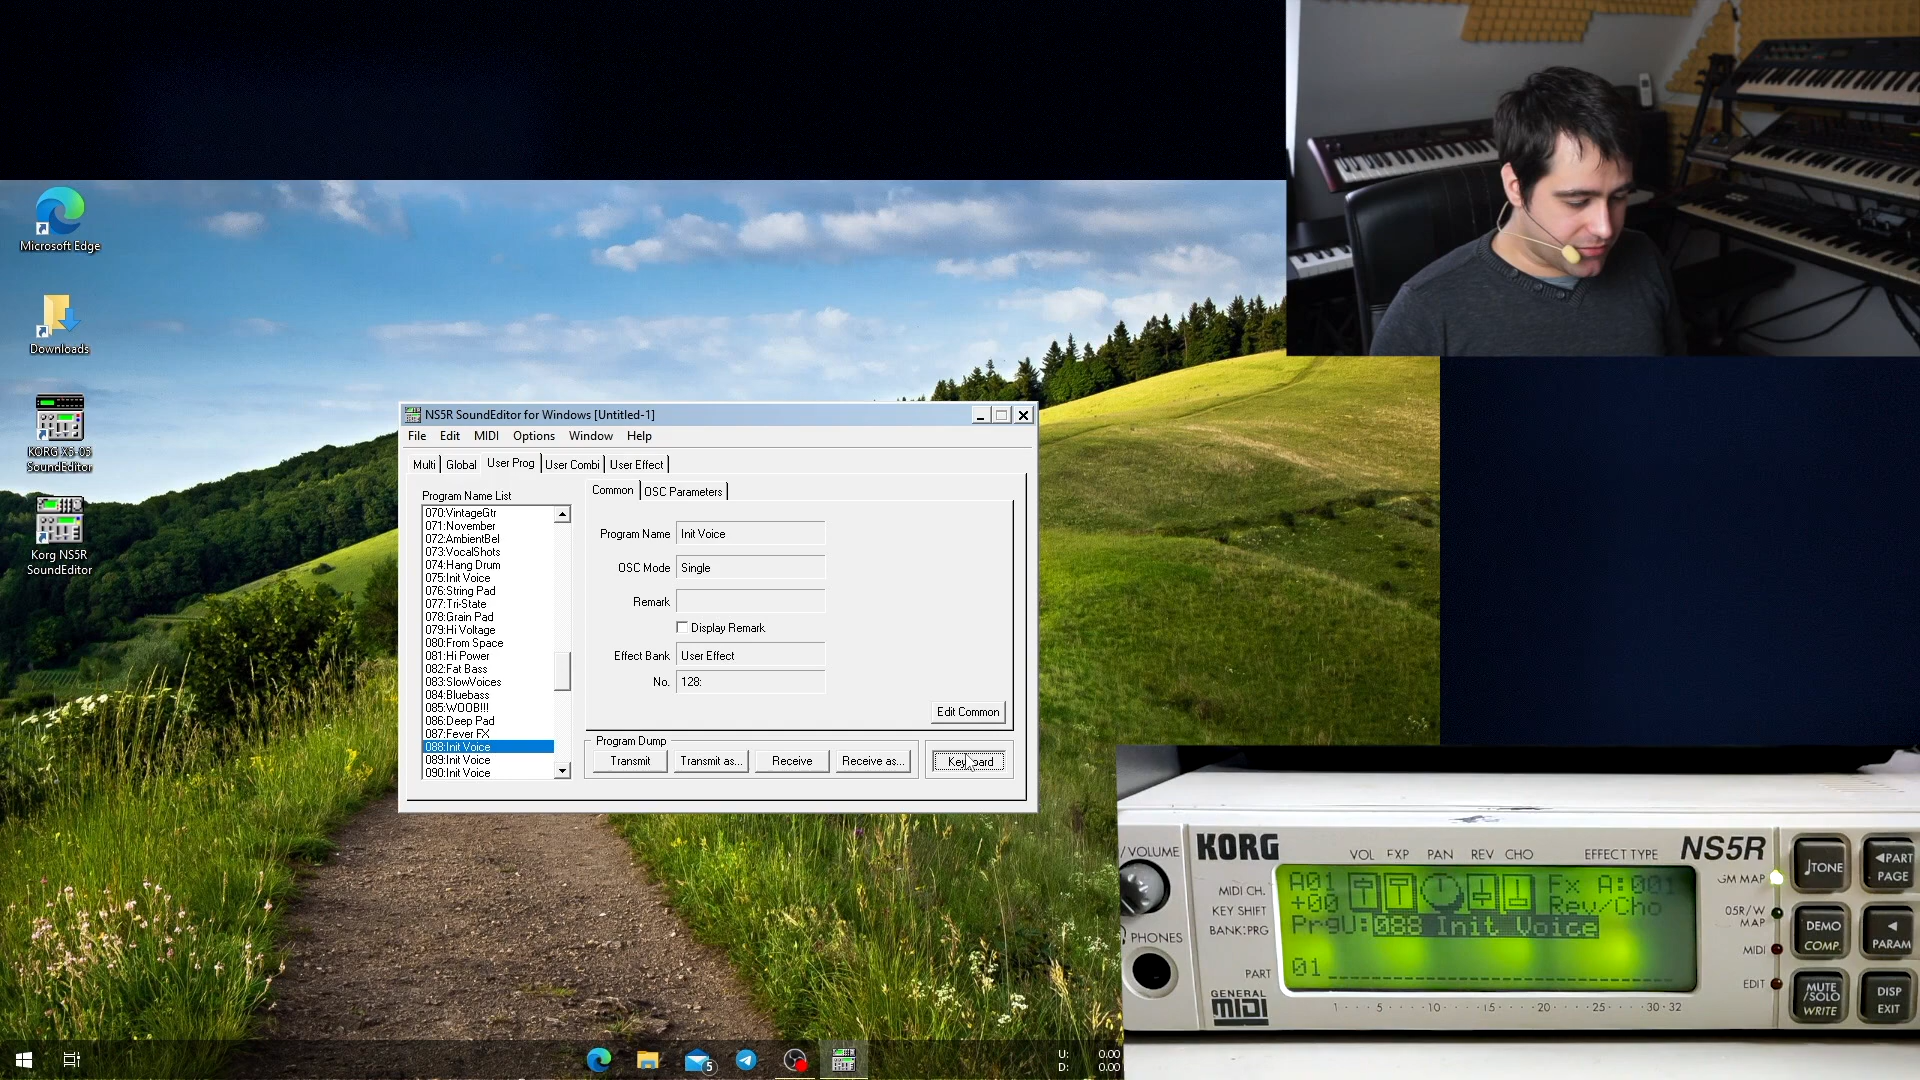 Microsoft Edge
Downloads
KORG X5-05
SoundEditor
Korg NS5R
SoundEditor
NS5R SoundEditor for Windows [Untitled-1]
File Edit MIDI Options Window Help
Multi Global User Prog User Combi User Effect
Program Name List
070:VintageGtr
071:November
072:AmbientBel
073:VocalShots
074:Hang Drum
075:Init Voice
076:String Pad
077:Tri-State
078:Grain Pad
079:Hi Voltage
080:From Space
081:Hi Power
082:Fat Bass
083:SlowVoices
084:Bluebass
085:WOOB!!!
086:Deep Pad
087:Fever FX
088:Init Voice
089:Init Voice
090:Init Voice
Common OSC Parameters
Program Name Init Voice
OSC Mode Single
Remark
Display Remark
Effect Bank User Effect
No. 128:
Edit Common
Program Dump
Transmit Transmit as... Receive Receive as... Keyboard
5
U: 0.00
D: 0.00
KORG NS5R
/VOLUME
PHONES
VOL EXP PAN REV CHO EFFECT TYPE
MIDI CH.
KEY SHIFT
BANK:PRG
PART
GENERAL
MIDI
A01 Fx A:001
+00 Rev/Cho
PrgU:088 Init Voice
01
1 5 10 15 20 25 30 32
GM MAP
05R/W
MAP
MIDI
EDIT
♩TONE
◀PART
PAGE
DEMO
COMP.
◀
PARAM
MUTE
/SOLO
WRITE
DISP
EXIT